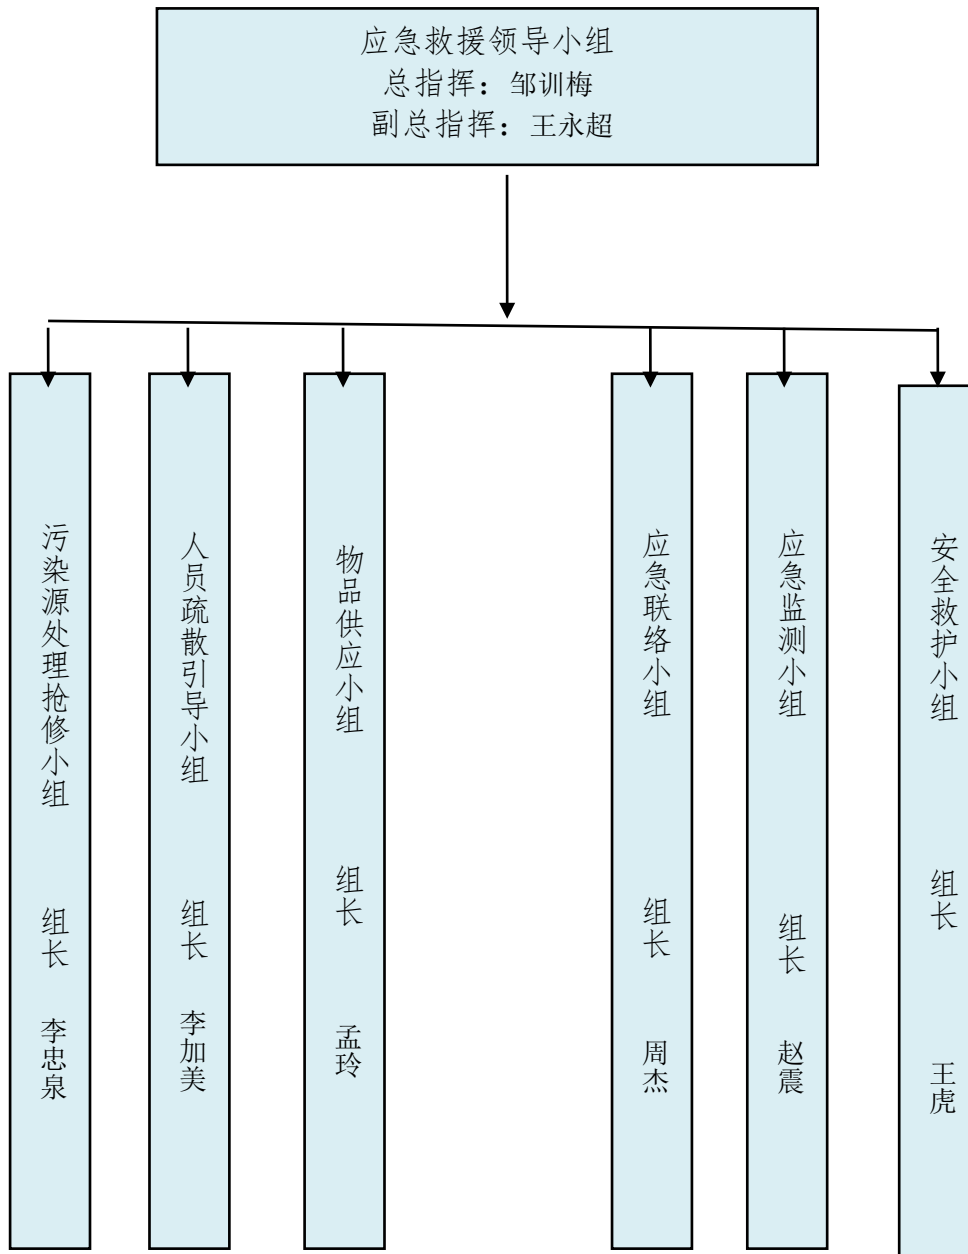 应急救援领导小组
总指挥：邹训梅
副总指挥：王永超
污染源处理抢修小组 组长 李忠泉
人员疏散引导小组 组长 李加美
物品供应小组 组长 孟玲
应急联络小组 组长 周杰
应急监测小组 组长 赵震
安全救护小组 组长 王虎